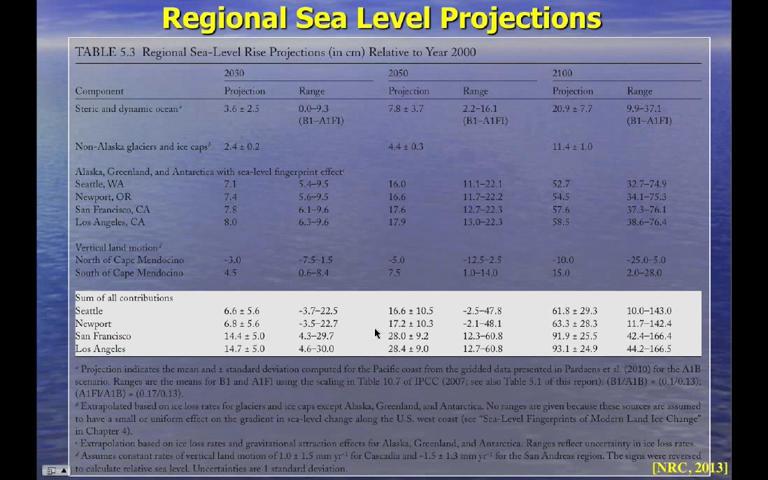 Regional Sea Level Projections
TABLE 5.3 Regional Sea-Level Rise Projections (in cm) Relative to Year 2000
2030 2050 2100
Component Projection Range Projection Range Projection Range
Steric and dynamic oceanᵃ 3.6 ± 2.5 0.0–9.3 7.8 ± 3.7 2.2–16.1 20.9 ± 7.7 9.9–37.1
(B1–A1FI) (B1–A1FI) (B1–A1FI)
Non-Alaska glaciers and ice capsᵇ 2.4 ± 0.2 4.4 ± 0.3 11.4 ± 1.0
Alaska, Greenland, and Antarctica with sea-level fingerprint effectᶜ
Seattle, WA 7.1 5.4–9.5 16.0 11.1–22.1 52.7 32.7–74.9
Newport, OR 7.4 5.6–9.5 16.6 11.7–22.2 54.5 34.1–75.3
San Francisco, CA 7.8 6.1–9.6 17.6 12.7–22.3 57.6 37.3–76.1
Los Angeles, CA 8.0 6.3–9.6 17.9 13.0–22.3 58.5 38.6–76.4
Vertical land motionᵈ
North of Cape Mendocino -3.0 -7.5–1.5 -5.0 -12.5–2.5 -10.0 -25.0–5.0
South of Cape Mendocino 4.5 0.6–8.4 7.5 1.0–14.0 15.0 2.0–28.0
Sum of all contributions
Seattle 6.6 ± 5.6 -3.7–22.5 16.6 ± 10.5 -2.5–47.8 61.8 ± 29.3 10.0–143.0
Newport 6.8 ± 5.6 -3.5–22.7 17.2 ± 10.3 -2.1–48.1 63.3 ± 28.3 11.7–142.4
San Francisco 14.4 ± 5.0 4.3–29.7 28.0 ± 9.2 12.3–60.8 91.9 ± 25.5 42.4–166.4
Los Angeles 14.7 ± 5.0 4.6–30.0 28.4 ± 9.0 12.7–60.8 93.1 ± 24.9 44.2–166.5
ᵃ Projection indicates the mean and ± standard deviation computed for the Pacific coast from the gridded data presented in Pardaens et al. (2010) for the A1B
scenario. Ranges are the means for B1 and A1FI using the scaling in Table 10.7 of IPCC (2007; see also Table 5.1 of this report): (B1/A1B) = (0.1/0.13);
(A1FI/A1B) = (0.17/0.13).
ᵇ Extrapolated based on ice loss rates for glaciers and ice caps except Alaska, Greenland, and Antarctica. No ranges are given because these sources are assumed
to have a small or uniform effect on the gradient in sea-level change along the U.S. west coast (see “Sea-Level Fingerprints of Modern Land Ice Change”
in Chapter 4).
ᶜ Extrapolation based on ice loss rates and gravitational attraction effects for Alaska, Greenland, and Antarctica. Ranges reflect uncertainty in ice loss rates.
ᵈ Assumes constant rates of vertical land motion of 1.0 ± 1.5 mm yr⁻¹ for Cascadia and -1.5 ± 1.3 mm yr⁻¹ for the San Andreas region. The signs were reversed
to calculate relative sea level. Uncertainties are 1 standard deviation.
[NRC, 2013]